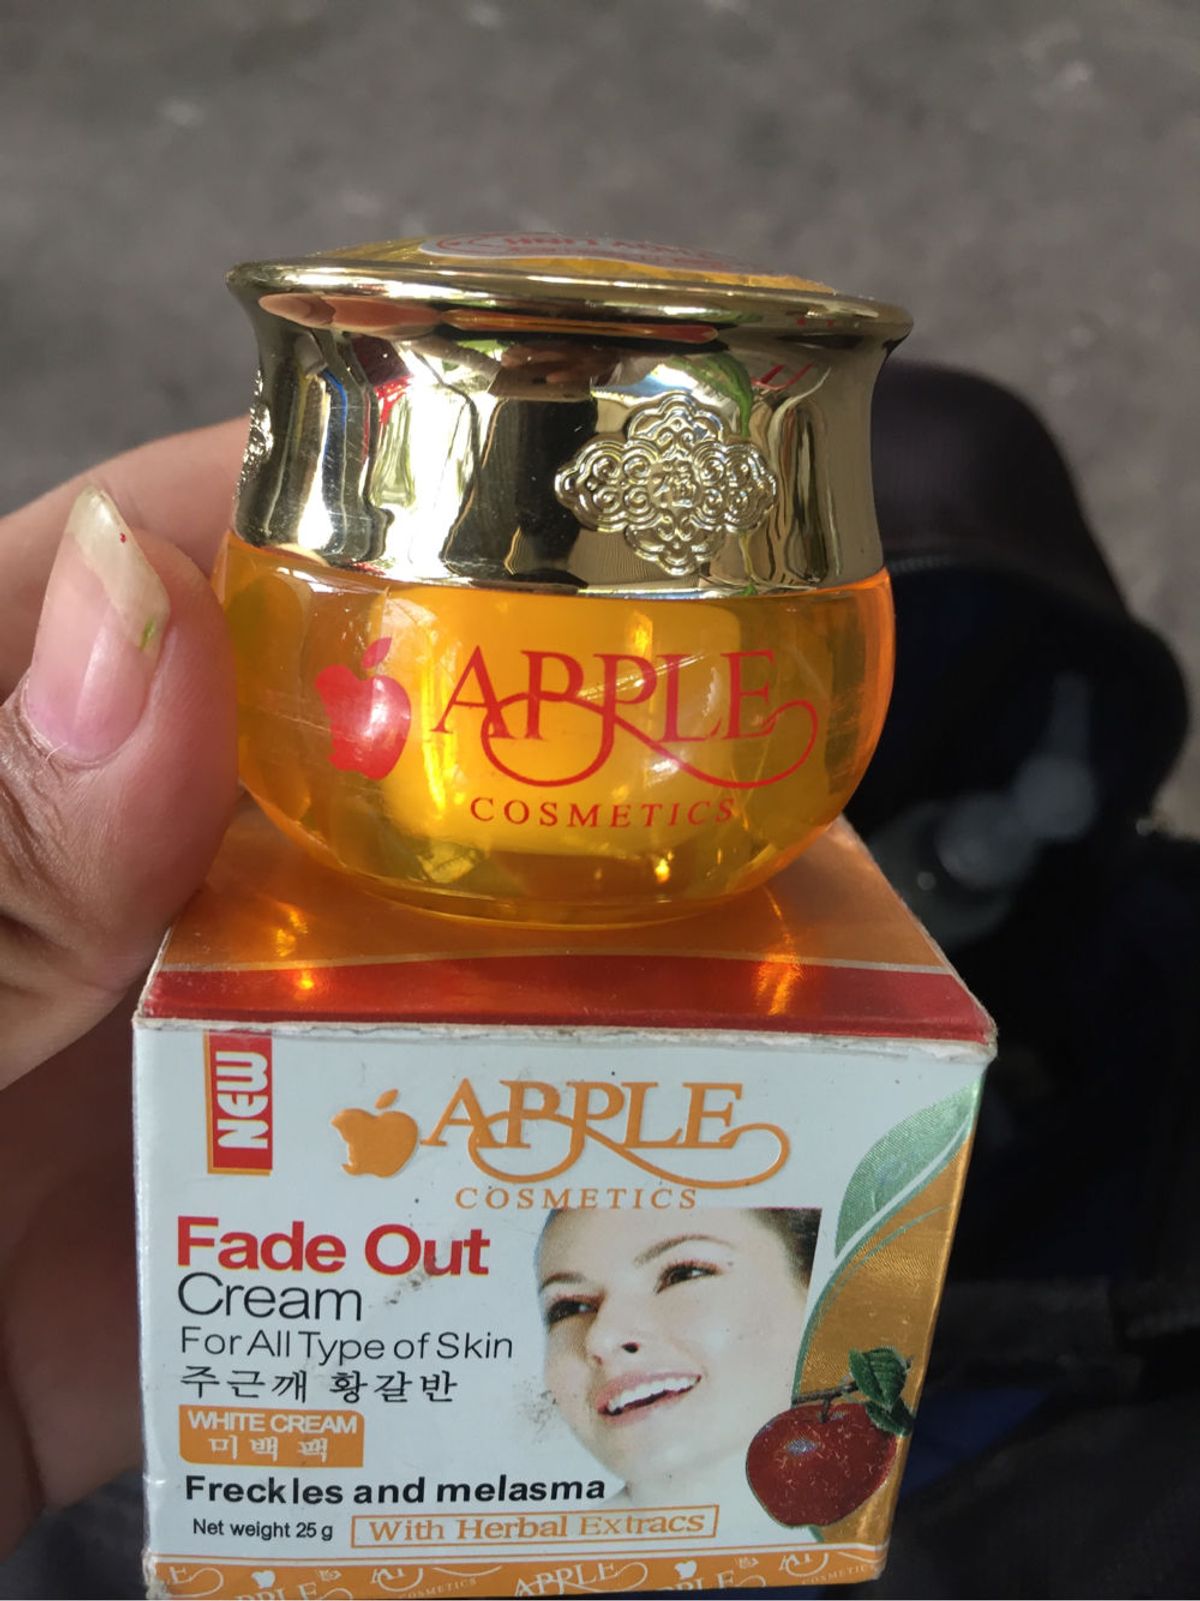 APPLE
COSMETICS
NEW
APPLE
COSMETICS
Fade Out
Cream
For All Type of Skin
주근깨 황갈반
WHITE CREAM
미백 팩
Freckles and melasma
Net weight 25 g
With Herbal Extracs
APPLE